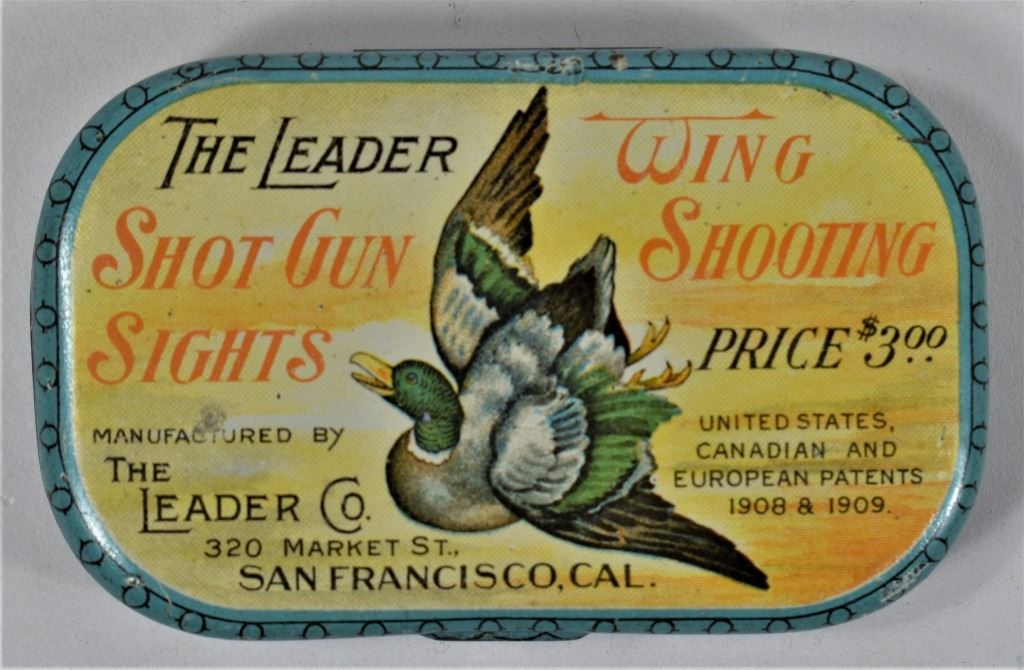 THE LEADER
SHOT GUN
SIGHTS
MANUFACTURED BY
THE
LEADER CO.
320 MARKET ST.,
SAN FRANCISCO, CAL.
WING
SHOOTING
PRICE $3.00
UNITED STATES,
CANADIAN AND
EUROPEAN PATENTS
1908 & 1909.